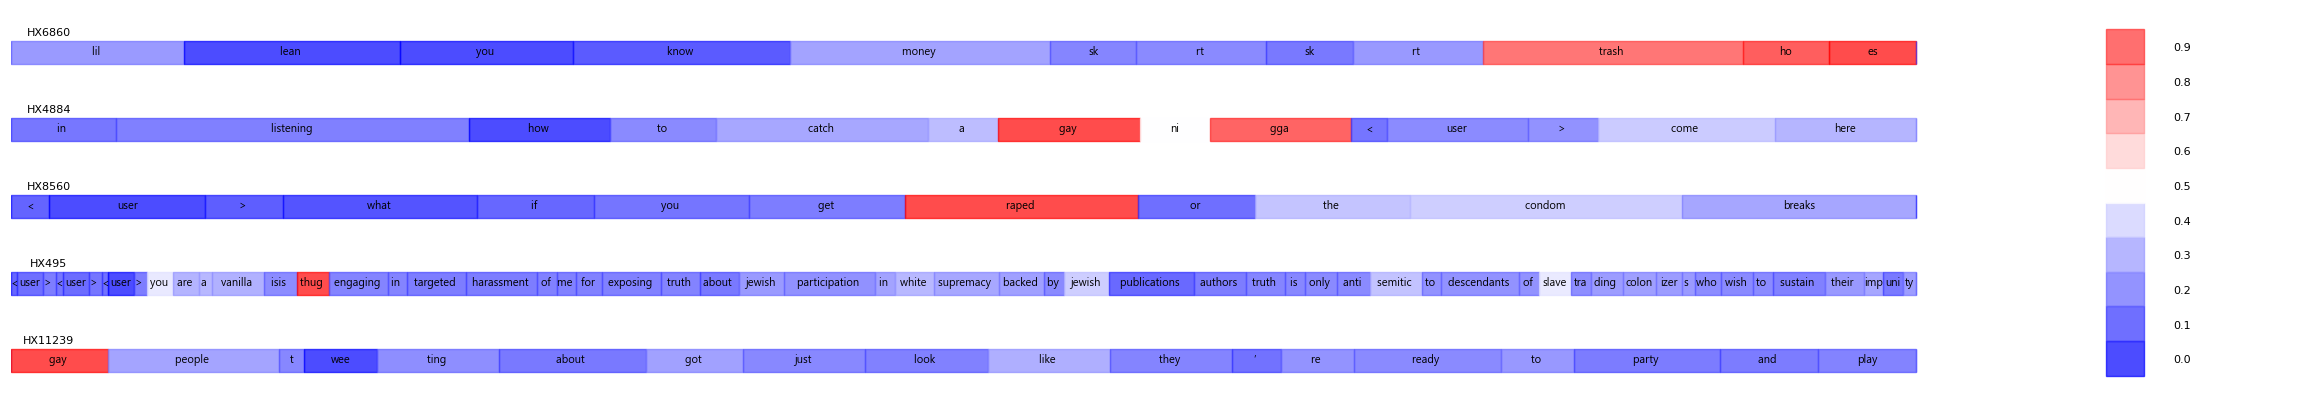 HX6860
lil lean you know money sk rt sk rt trash ho es
HX4884
in listening how to catch a gay ni gga < user > come here
HX8560
< user > what if you get raped or the condom breaks
HX495
< user > < user > < user > you are a vanilla isis thug engaging in targeted harassment of me for exposing truth about jewish participation in white supremacy backed by jewish publications authors truth is only anti semitic to descendants of slave tra ding colon izer s who wish to sustain their imp uni ty
HX11239
gay people t wee ting about got just look like they ' re ready to party and play
0.9
0.8
0.7
0.6
0.5
0.4
0.3
0.2
0.1
0.0